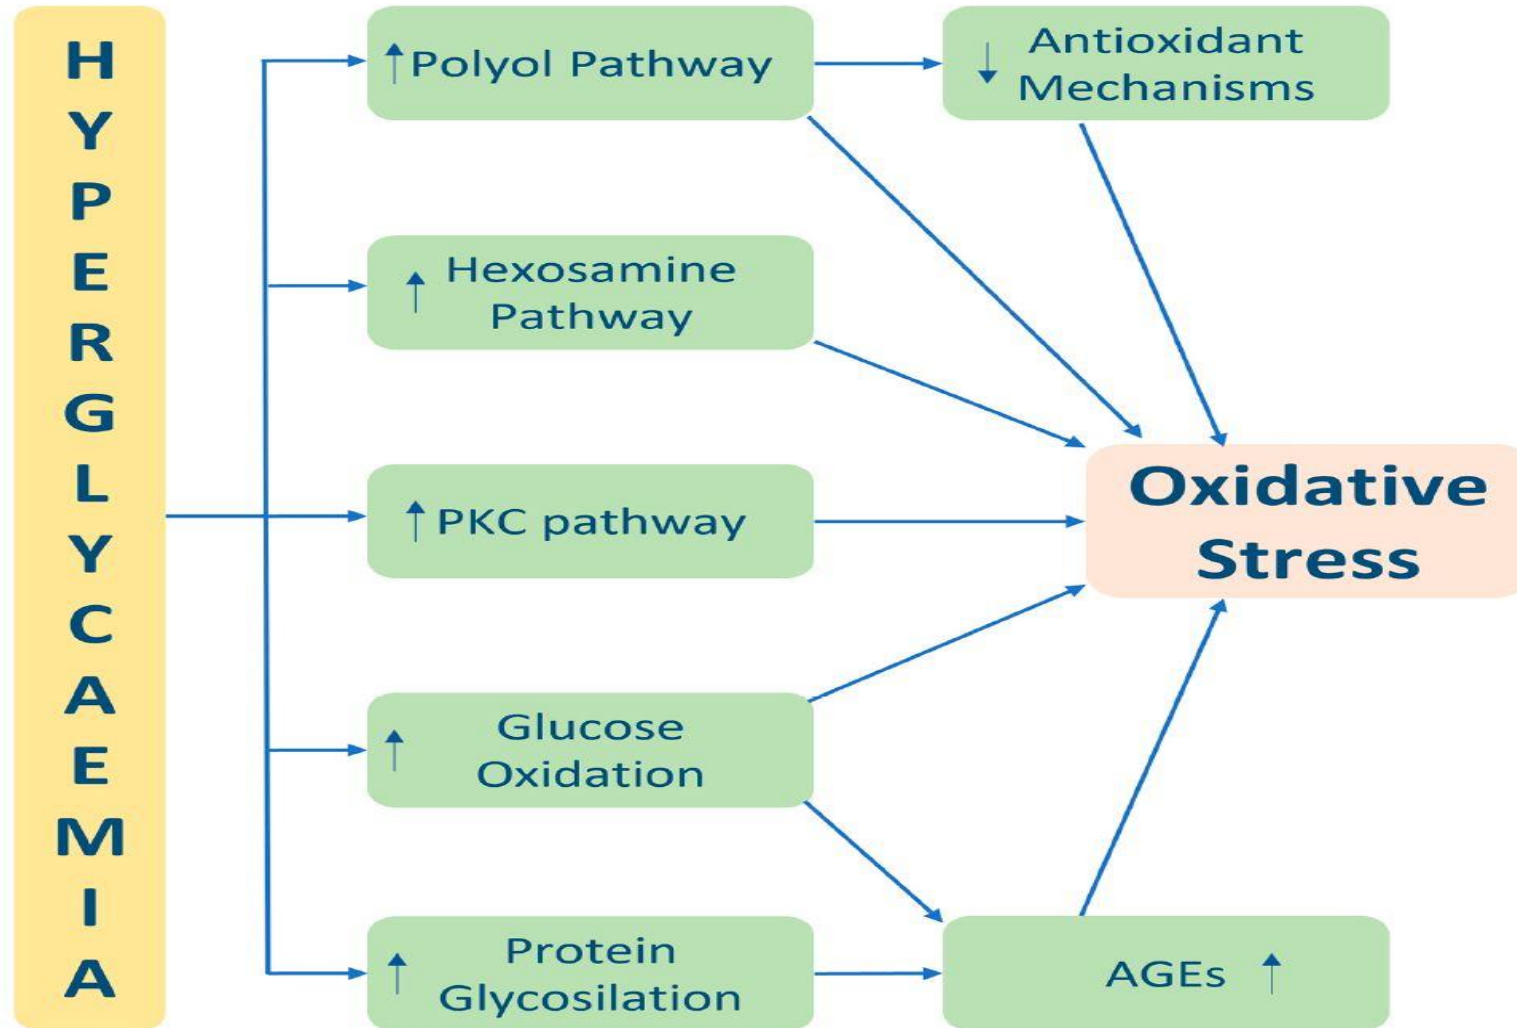 HYPERGLYCAEMIA
↑ Polyol Pathway
↓ Antioxidant
Mechanisms
↑ Hexosamine
Pathway
↑ PKC pathway
Oxidative
Stress
↑ Glucose
Oxidation
↑ Protein
Glycosilation
AGEs ↑